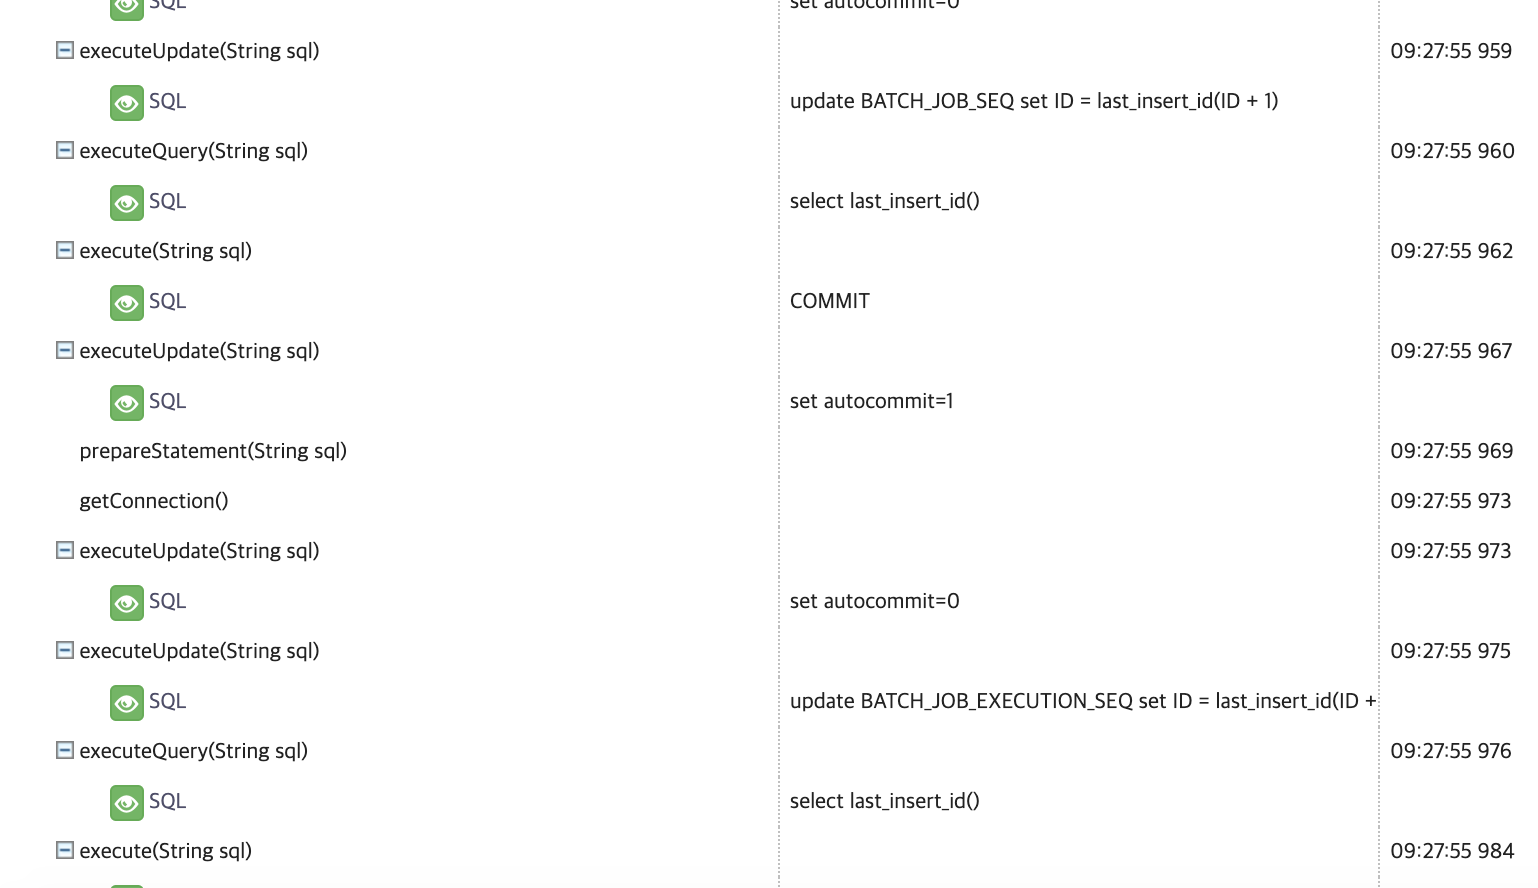 SQL set autocommit=0
executeUpdate(String sql) 09:27:55 959
SQL update BATCH_JOB_SEQ set ID = last_insert_id(ID + 1)
executeQuery(String sql) 09:27:55 960
SQL select last_insert_id()
execute(String sql) 09:27:55 962
SQL COMMIT
executeUpdate(String sql) 09:27:55 967
SQL set autocommit=1
prepareStatement(String sql) 09:27:55 969
getConnection() 09:27:55 973
executeUpdate(String sql) 09:27:55 973
SQL set autocommit=0
executeUpdate(String sql) 09:27:55 975
SQL update BATCH_JOB_EXECUTION_SEQ set ID = last_insert_id(ID +
executeQuery(String sql) 09:27:55 976
SQL select last_insert_id()
execute(String sql) 09:27:55 984